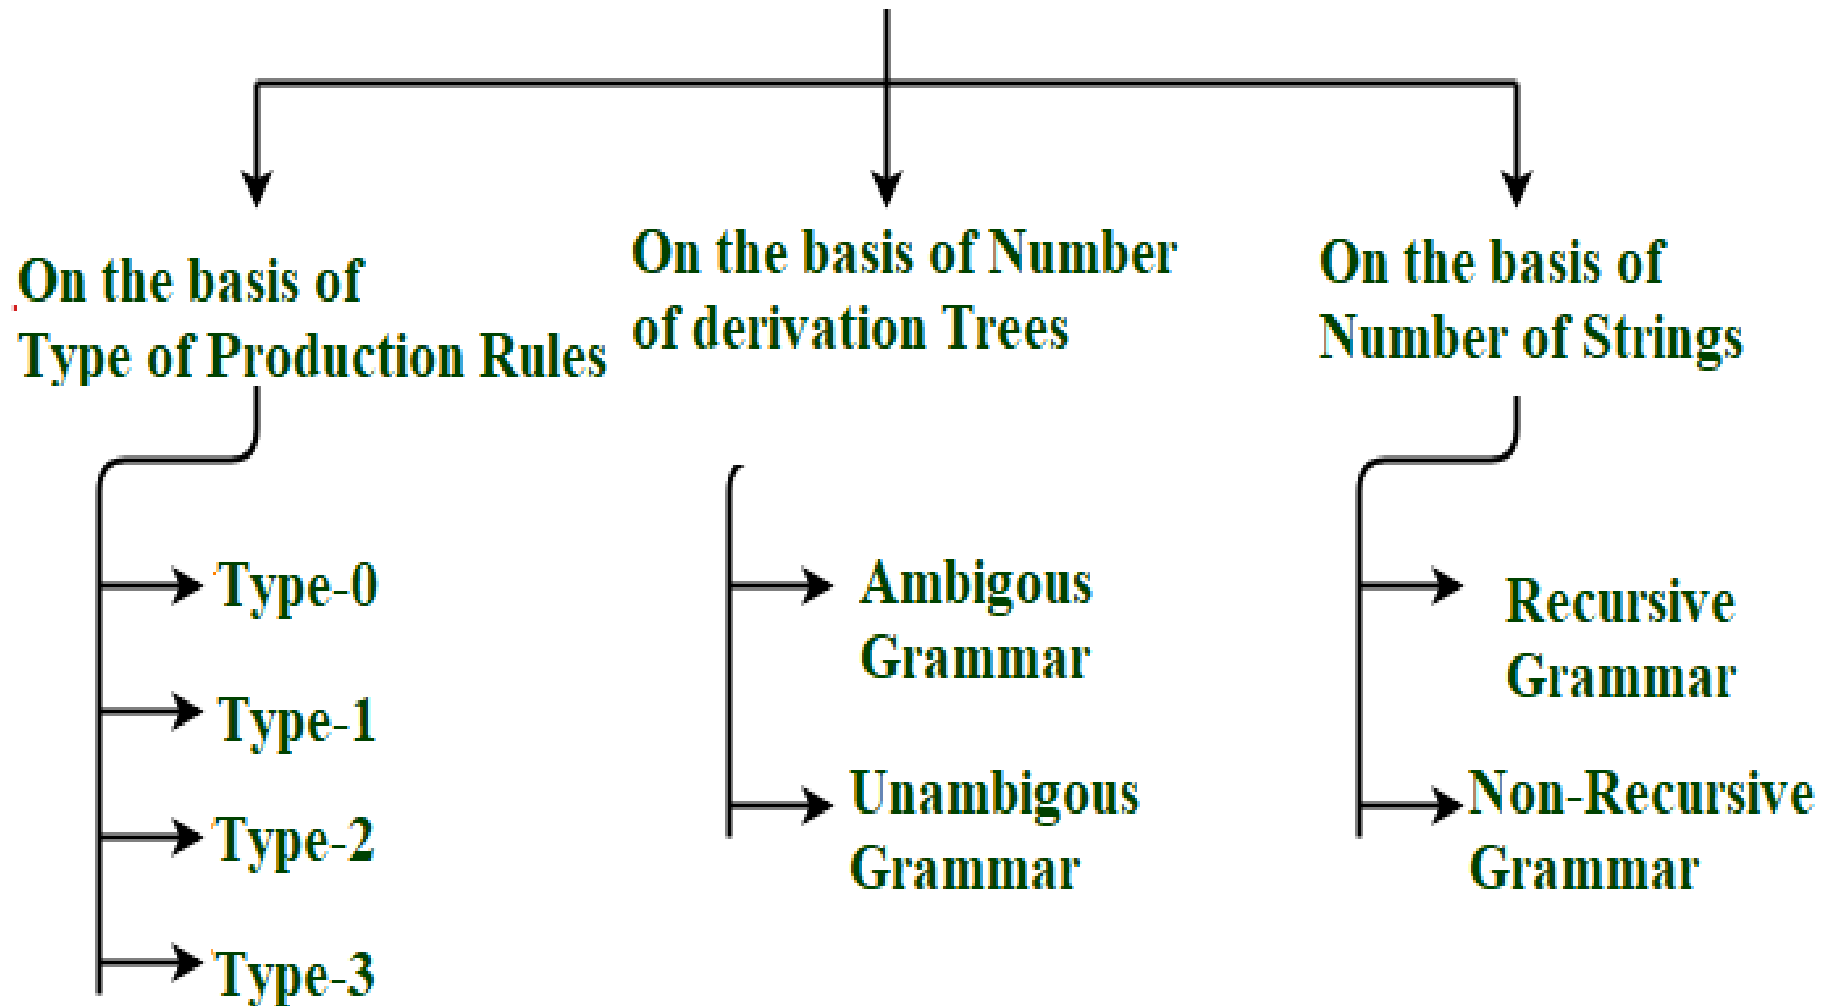 On the basis of
Type of Production Rules
Type-0
Type-1
Type-2
Type-3
On the basis of Number
of derivation Trees
Ambigous
Grammar
Unambigous
Grammar
On the basis of
Number of Strings
Recursive
Grammar
Non-Recursive
Grammar